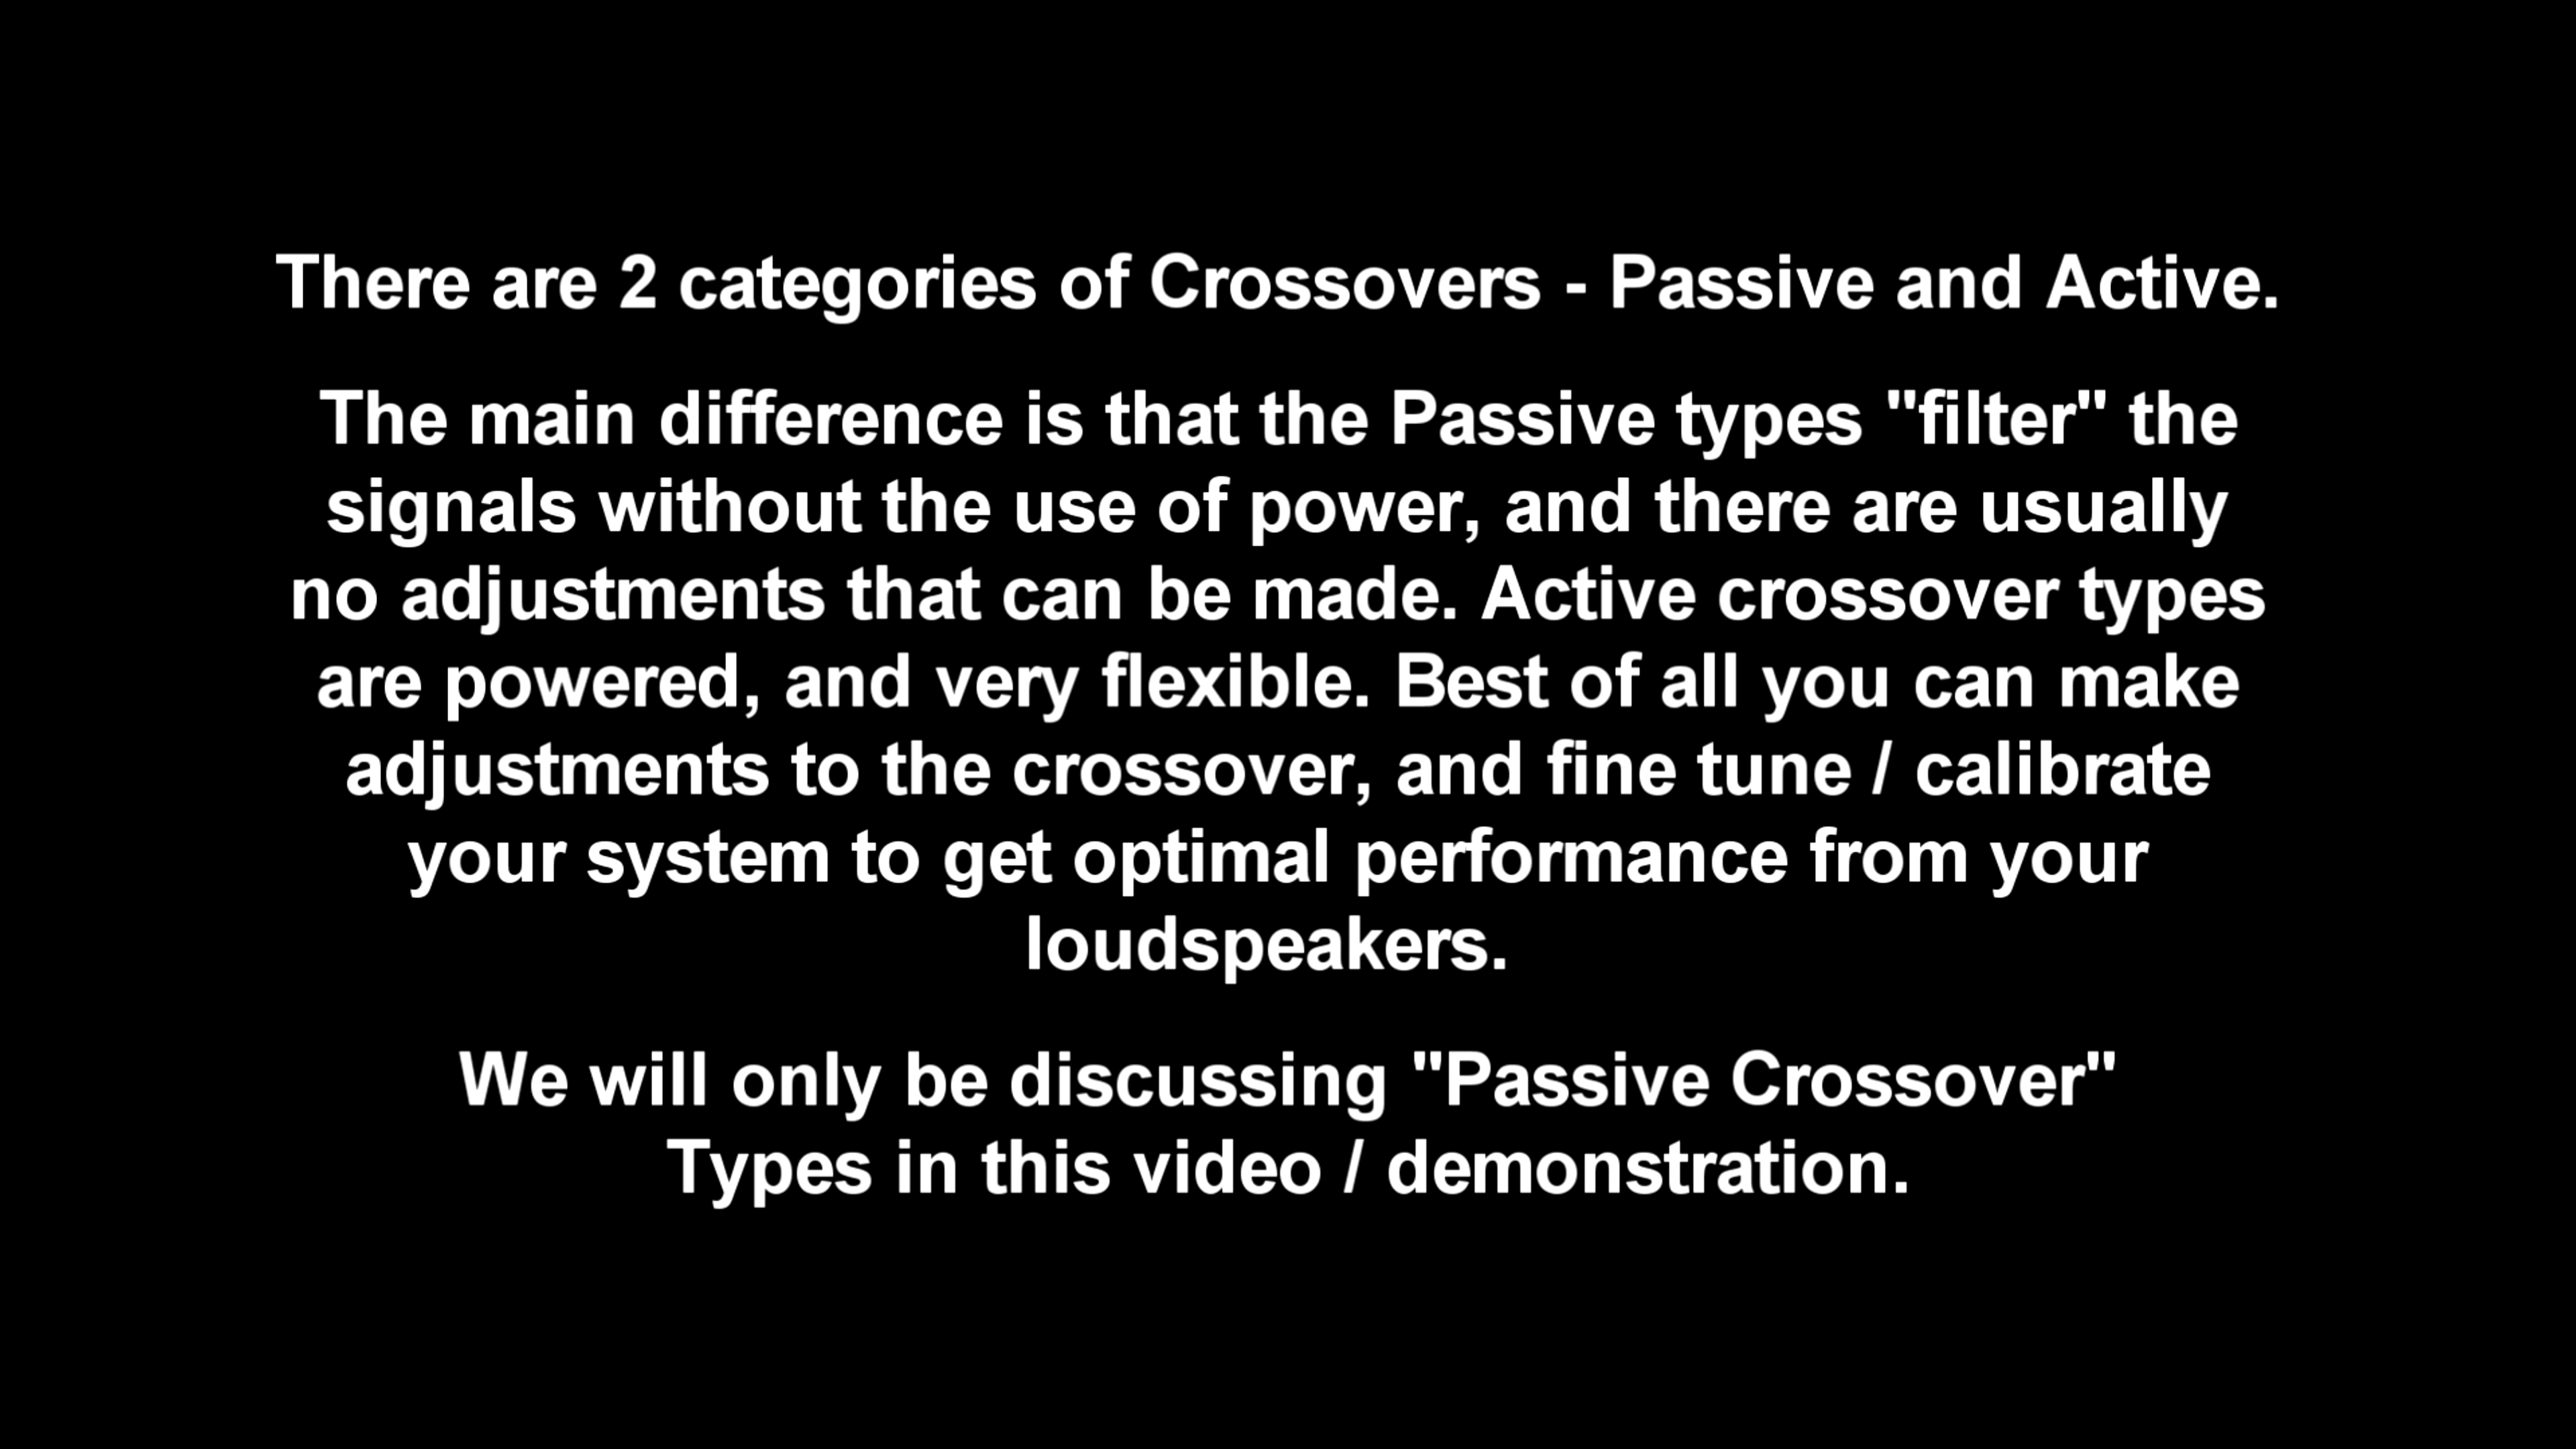 There are 2 categories of Crossovers - Passive and Active.
The main difference is that the Passive types "filter" the
signals without the use of power, and there are usually
no adjustments that can be made. Active crossover types
are powered, and very flexible. Best of all you can make
adjustments to the crossover, and fine tune / calibrate
your system to get optimal performance from your
loudspeakers.
We will only be discussing "Passive Crossover"
Types in this video / demonstration.